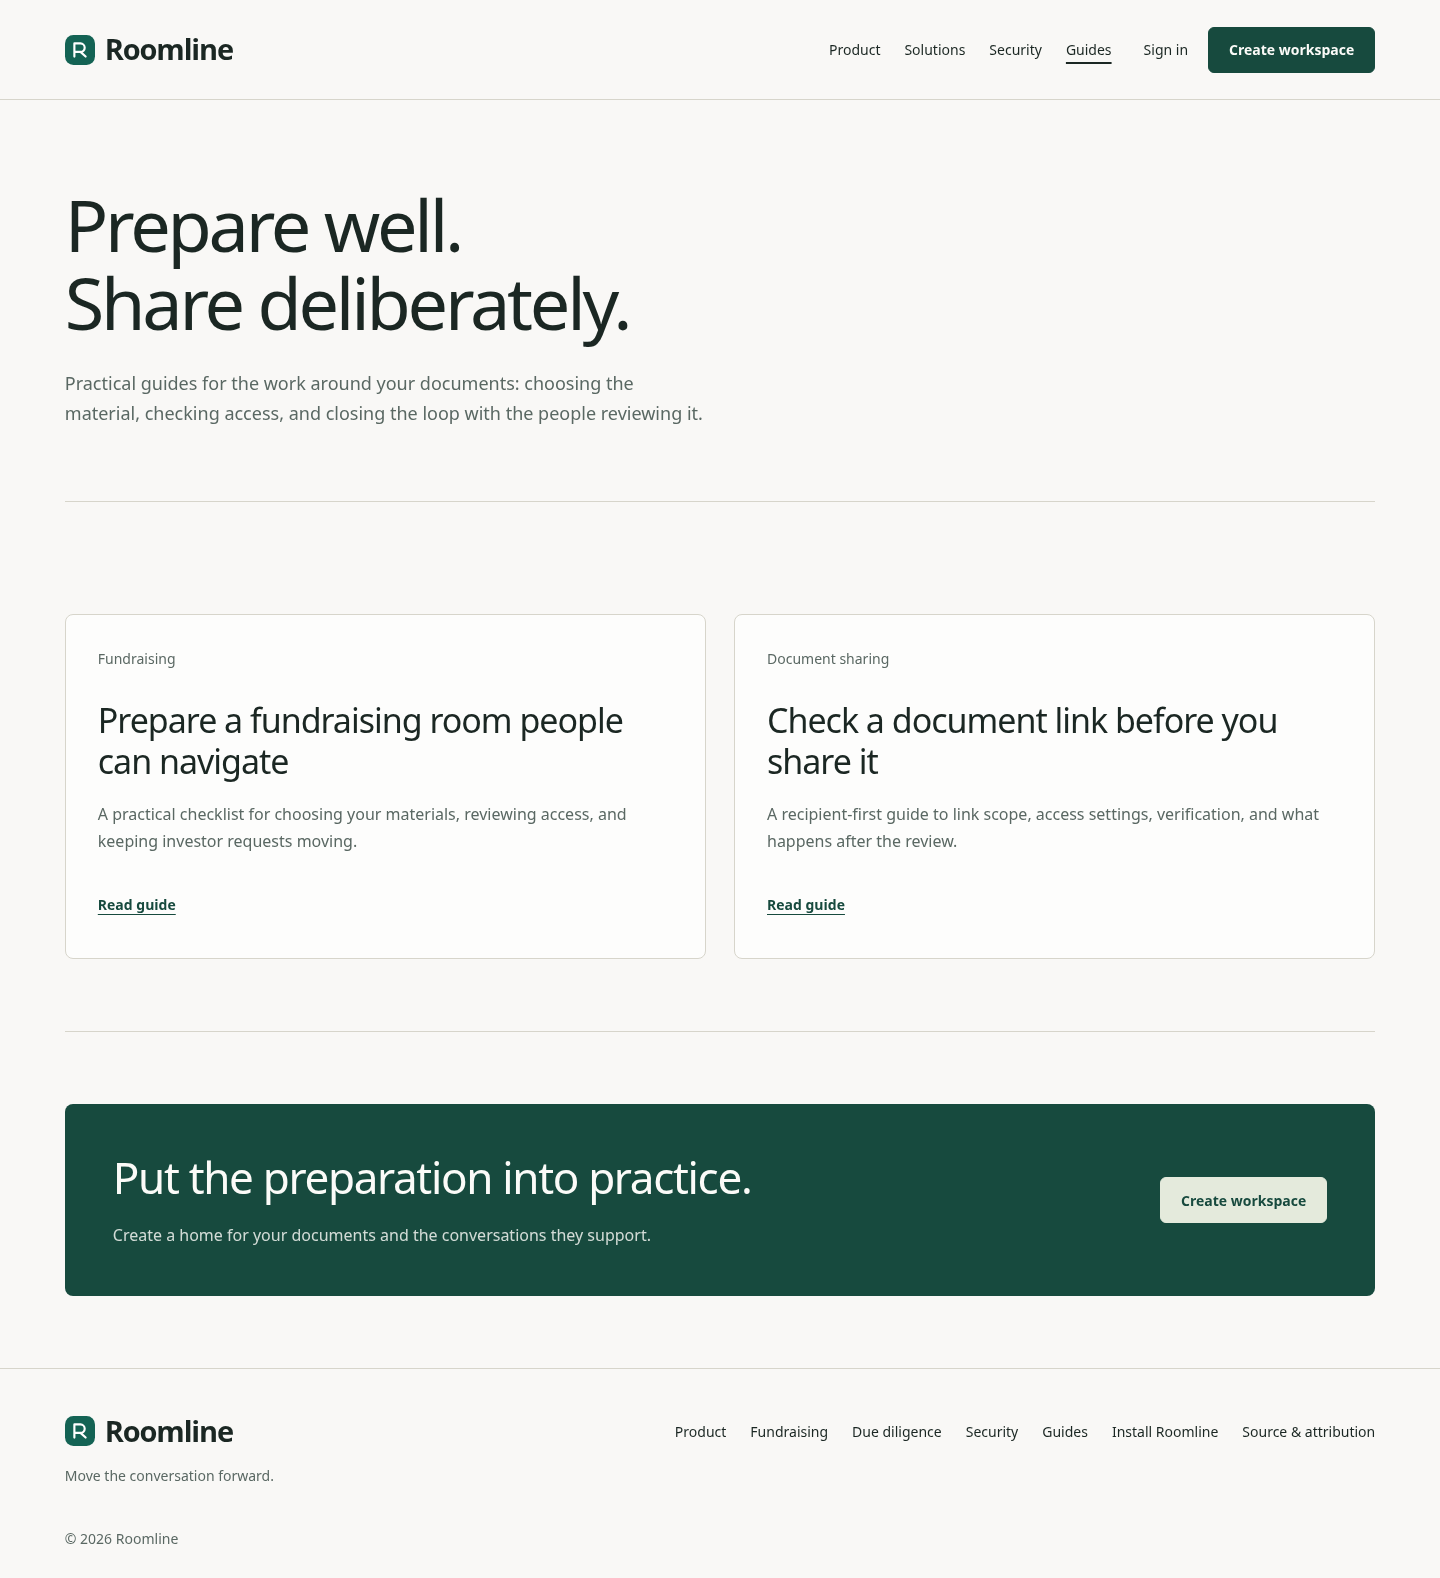 Roomline
Product Solutions Security Guides Sign in Create workspace
Prepare well.
Share deliberately.
Practical guides for the work around your documents: choosing the
material, checking access, and closing the loop with the people reviewing it.
Fundraising
Prepare a fundraising room people
can navigate
A practical checklist for choosing your materials, reviewing access, and
keeping investor requests moving.
Read guide
Document sharing
Check a document link before you
share it
A recipient-first guide to link scope, access settings, verification, and what
happens after the review.
Read guide
Put the preparation into practice.
Create a home for your documents and the conversations they support.
Create workspace
Roomline
Product Fundraising Due diligence Security Guides Install Roomline Source & attribution
Move the conversation forward.
© 2026 Roomline